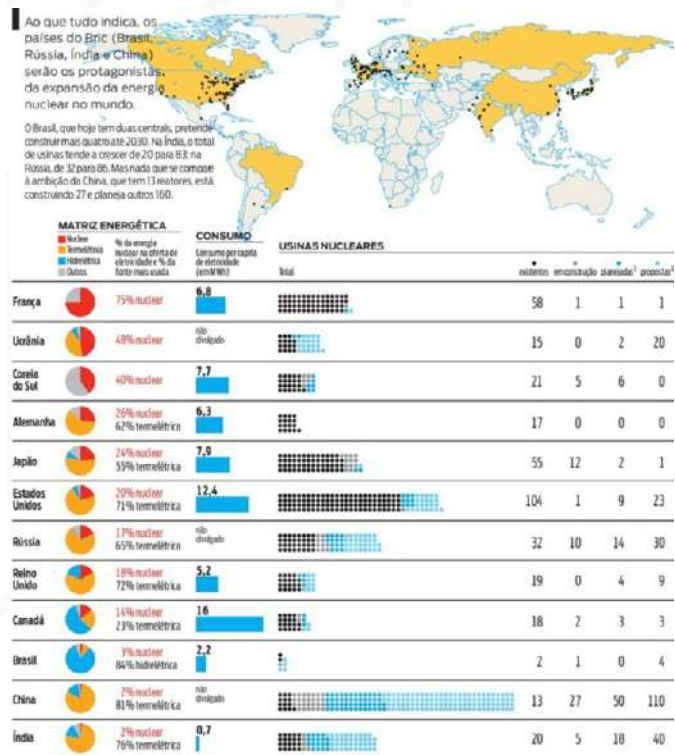 Ao que tudo indica, os
países do Bric (Brasil,
Rússia, Índia e China)
serão os protagonistas
da expansão da energia
nuclear no mundo.
O Brasil, que hoje tem duas centrais, pretende
construir mais quatro até 2030. Na Índia, o total
de usinas tende a crescer de 20 para 83; na
Rússia, de 32 para 86. Mas nada que se compare
à ambição da China, que tem 13 reatores, está
construindo 27 e planeja outros 160.
MATRIZ ENERGÉTICA
Nuclear
Termelétrica
Hidrelétrica
Outros
% da energia
nuclear na oferta de
eletricidade e % da
fonte mais usada
CONSUMO
Consumo per capita
de eletricidade
(em MWh)
USINAS NUCLEARES
Total existentes em construção planejadas¹ propostas²
França 75% nuclear 6,8 58 1 1 1
Ucrânia 48% nuclear não divulgado 15 0 2 20
Coreia do Sul 40% nuclear 7,7 21 5 6 0
Alemanha 26% nuclear 62% termelétrica 6,3 17 0 0 0
Japão 24% nuclear 55% termelétrica 7,9 55 12 2 1
Estados Unidos 20% nuclear 71% termelétrica 12,4 104 1 9 23
Rússia 17% nuclear 65% termelétrica não divulgado 32 10 14 30
Reino Unido 18% nuclear 72% termelétrica 5,2 19 0 4 9
Canadá 14% nuclear 23% termelétrica 16 18 2 3 3
Brasil 3% nuclear 84% hidrelétrica 2,2 2 1 0 4
China 2% nuclear 81% termelétrica não divulgado 13 27 50 110
Índia 2% nuclear 76% termelétrica 0,7 20 5 18 40